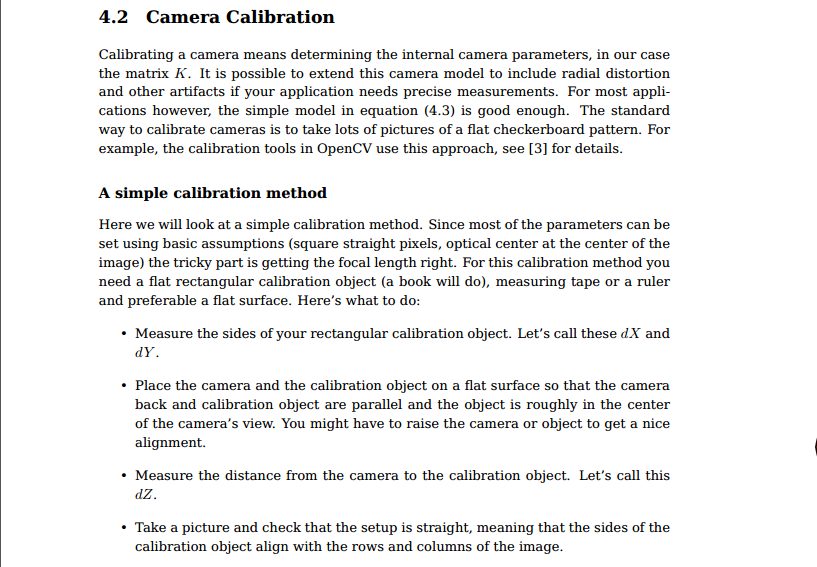 4.2 Camera Calibration
Calibrating a camera means determining the internal camera parameters, in our case
the matrix K. It is possible to extend this camera model to include radial distortion
and other artifacts if your application needs precise measurements. For most appli-
cations however, the simple model in equation (4.3) is good enough. The standard
way to calibrate cameras is to take lots of pictures of a flat checkerboard pattern. For
example, the calibration tools in OpenCV use this approach, see [3] for details.
A simple calibration method
Here we will look at a simple calibration method. Since most of the parameters can be
set using basic assumptions (square straight pixels, optical center at the center of the
image) the tricky part is getting the focal length right. For this calibration method you
need a flat rectangular calibration object (a book will do), measuring tape or a ruler
and preferable a flat surface. Here's what to do:
• Measure the sides of your rectangular calibration object. Let's call these dX and
dY.
• Place the camera and the calibration object on a flat surface so that the camera
back and calibration object are parallel and the object is roughly in the center
of the camera's view. You might have to raise the camera or object to get a nice
alignment.
• Measure the distance from the camera to the calibration object. Let's call this
dZ.
• Take a picture and check that the setup is straight, meaning that the sides of the
calibration object align with the rows and columns of the image.